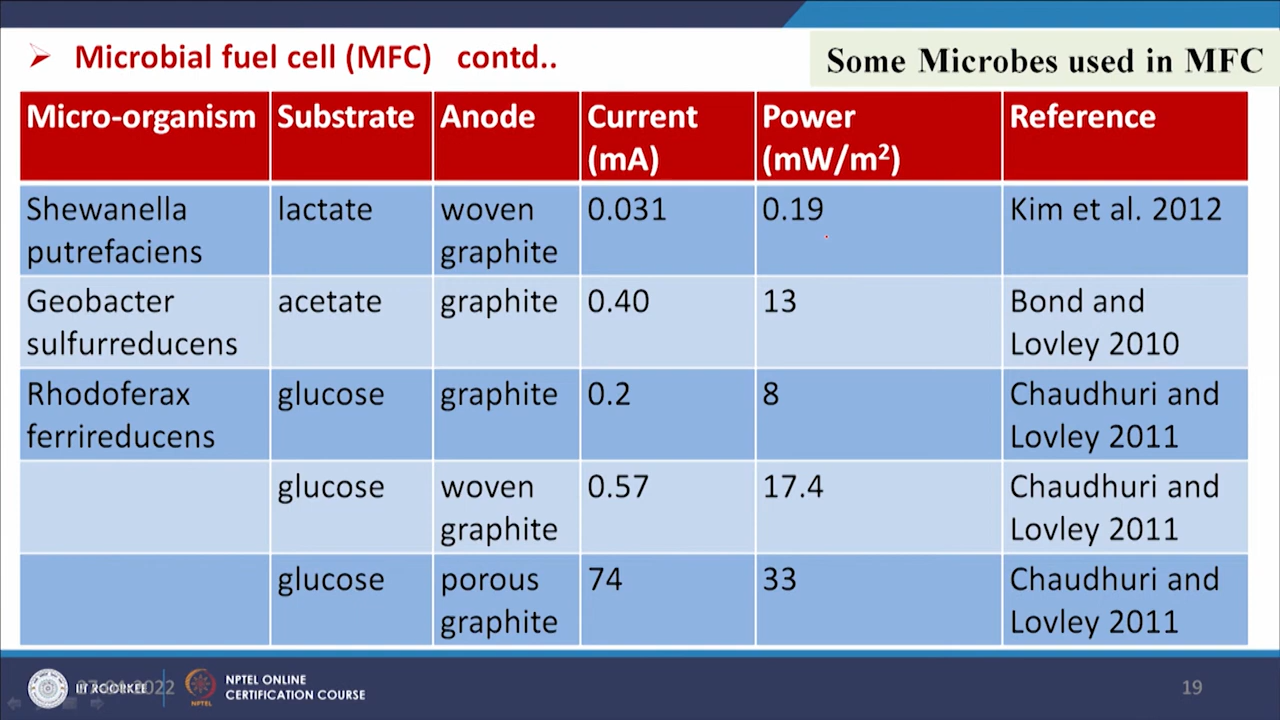 Microbial fuel cell (MFC) contd..
Some Microbes used in MFC
Micro-organism Substrate Anode Current (mA) Power (mW/m²) Reference
Shewanella putrefaciens lactate woven graphite 0.031 0.19 Kim et al. 2012
Geobacter sulfurreducens acetate graphite 0.40 13 Bond and Lovley 2010
Rhodoferax ferrireducens glucose graphite 0.2 8 Chaudhuri and Lovley 2011
glucose woven graphite 0.57 17.4 Chaudhuri and Lovley 2011
glucose porous graphite 74 33 Chaudhuri and Lovley 2011
IIT ROORKEE
NPTEL
NPTEL ONLINE
CERTIFICATION COURSE
19